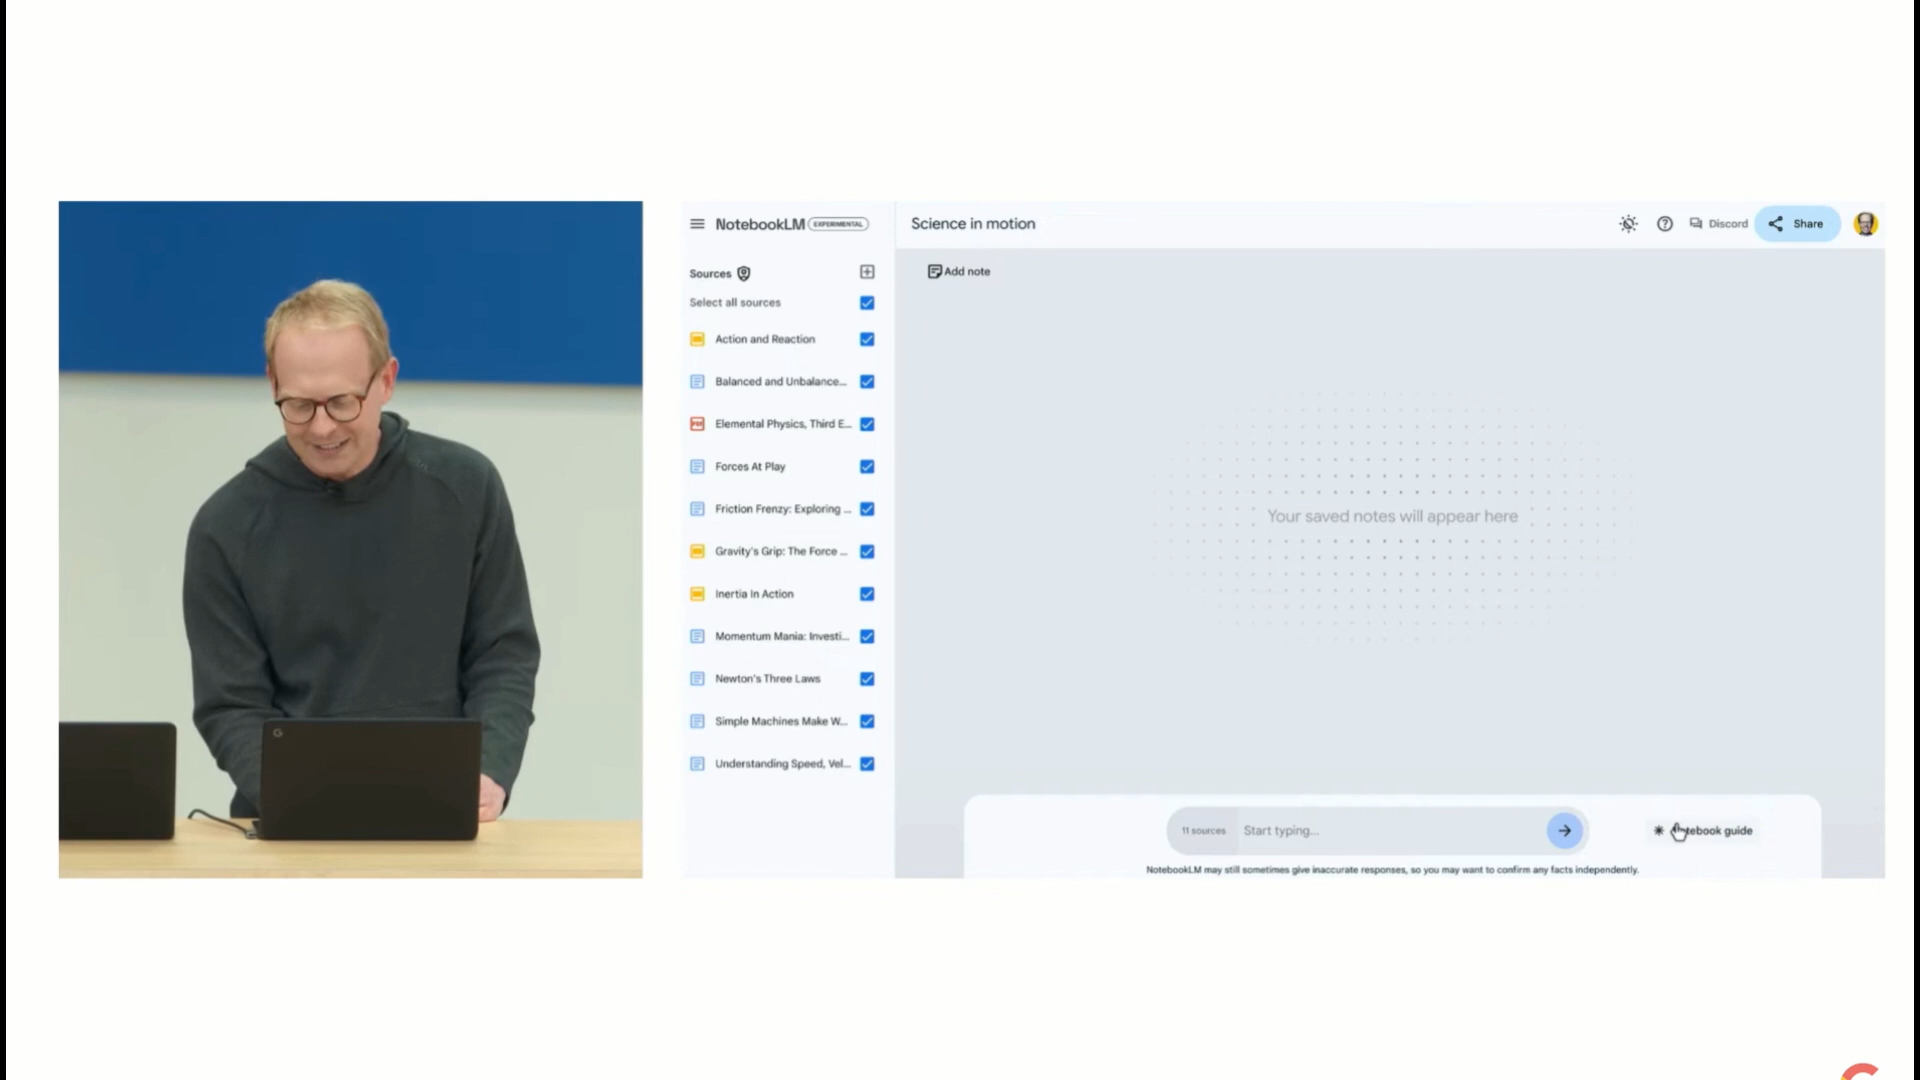 NotebookLM EXPERIMENTAL
Science in motion
Discord
Share
Sources
Select all sources
Add note
Action and Reaction
Balanced and Unbalance...
PDF
Elemental Physics, Third E...
Forces At Play
Friction Frenzy: Exploring ...
Gravity's Grip: The Force ...
Inertia In Action
Momentum Mania: Investi...
Newton's Three Laws
Simple Machines Make W...
Understanding Speed, Vel...
Your saved notes will appear here
11 sources
Start typing...
tebook guide
NotebookLM may still sometimes give inaccurate responses, so you may want to confirm any facts independently.
G